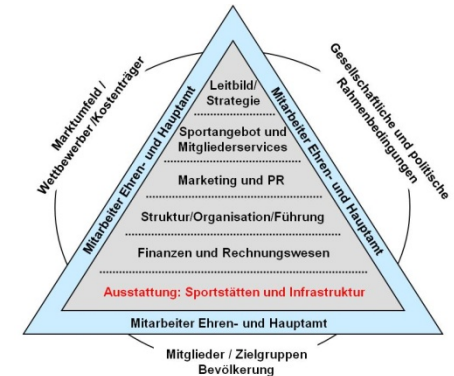 Leitbild/
Strategie
Sportangebot und
Mitgliederservices
Marketing und PR
Struktur/Organisation/Führung
Finanzen und Rechnungswesen
Ausstattung: Sportstätten und Infrastruktur
Mitarbeiter Ehren- und Hauptamt
Mitarbeiter Ehren- und Hauptamt
Mitarbeiter Ehren- und Hauptamt
Marktumfeld /
Wettbewerber/Kostenträger
Gesellschaftliche und politische
Rahmenbedingungen
Mitglieder / Zielgruppen
Bevölkerung